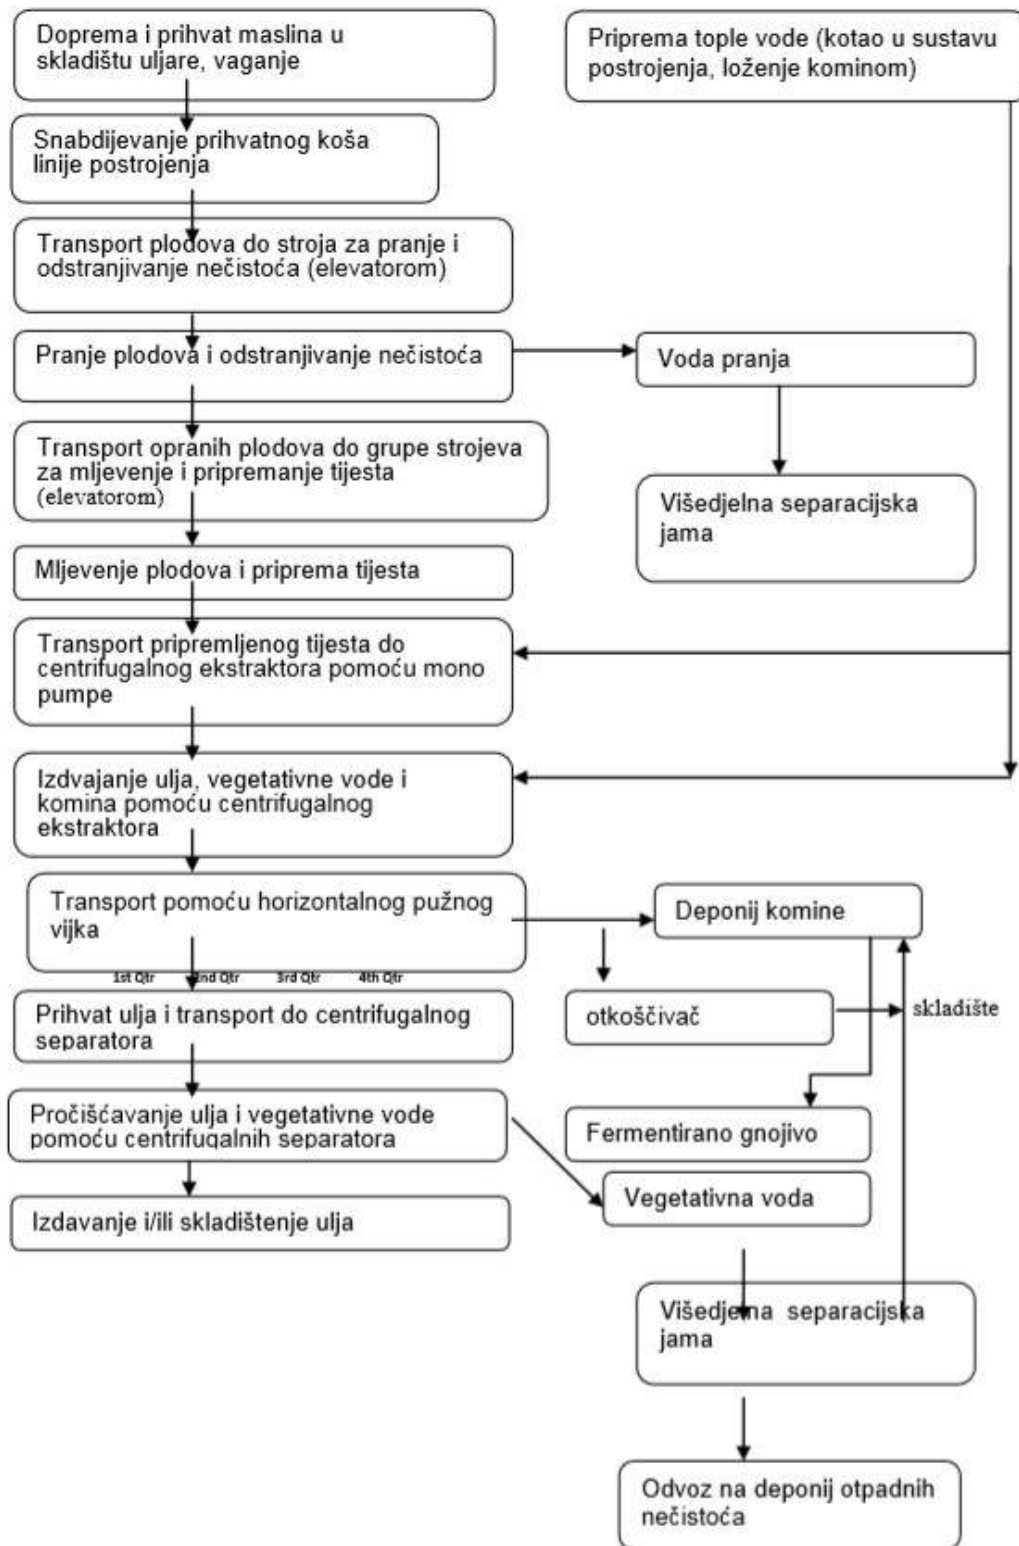 Doprema i prihvat maslina u
skladištu uljare, vaganje
Priprema tople vode (kotao u sustavu
postrojenja, loženje kominom)
Snabdijevanje prihvatnog koša
linije postrojenja
Transport plodova do stroja za pranje i
odstranjivanje nečistoća (elevatorom)
Pranje plodova i odstranjivanje nečistoća
Voda pranja
Transport opranih plodova do grupe strojeva
za mljevenje i pripremanje tijesta
(elevatorom)
Višedjelna separacijska
jama
Mljevenje plodova i priprema tijesta
Transport pripremljenog tijesta do
centrifugalnog ekstraktora pomoću mono
pumpe
Izdvajanje ulja, vegetativne vode i
komina pomoću centrifugalnog
ekstraktora
Transport pomoću horizontalnog pužnog
vijka
Deponij komine
1st Qtr 2nd Qtr 3rd Qtr 4th Qtr
Prihvat ulja i transport do centrifugalnog
separatora
otkoščivač
skladište
Pročišćavanje ulja i vegetativne vode
pomoću centrifugalnih separatora
Fermentirano gnojivo
Vegetativna voda
Izdavanje i/ili skladištenje ulja
Višedjelna separacijska
jama
Odvoz na deponij otpadnih
nečistoća